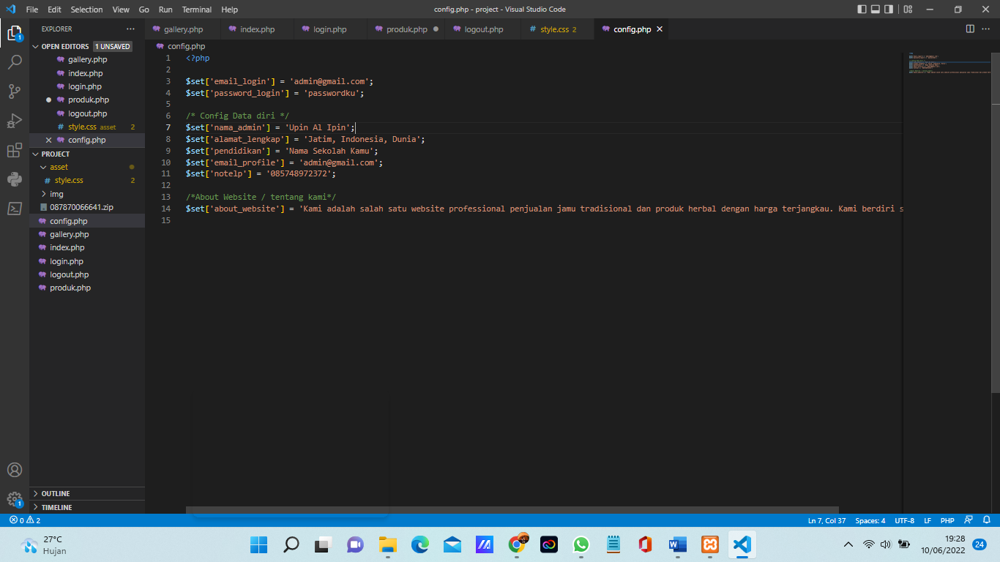 File Edit Selection View Go Run Terminal Help
config.php - project - Visual Studio Code
EXPLORER
gallery.php index.php login.php produk.php logout.php style.css 2 config.php
OPEN EDITORS 1 UNSAVED
gallery.php
index.php
login.php
produk.php
logout.php
style.css asset 2
config.php
PROJECT
asset
style.css 2
img
087870066641.zip
config.php
gallery.php
index.php
login.php
logout.php
produk.php
OUTLINE
TIMELINE
config.php
1 <?php
2
3 $set['email_login'] = 'admin@gmail.com';
4 $set['password_login'] = 'passwordku';
5
6 /* Config Data diri */
7 $set['nama_admin'] = 'Upin Al Ipin';
8 $set['alamat_lengkap'] = 'Jatim, Indonesia, Dunia';
9 $set['pendidikan'] = 'Nama Sekolah Kamu';
10 $set['email_profile'] = 'admin@gmail.com';
11 $set['notelp'] = '085748972372';
12
13 /*About Website / tentang kami*/
14 $set['about_website'] = 'Kami adalah salah satu website professional penjualan jamu tradisional dan produk herbal dengan harga terjangkau. Kami berdiri s
15
1
1
0 2
Ln 7, Col 37 Spaces: 4 UTF-8 LF PHP
27°C
Hujan
19:28
10/06/2022
24